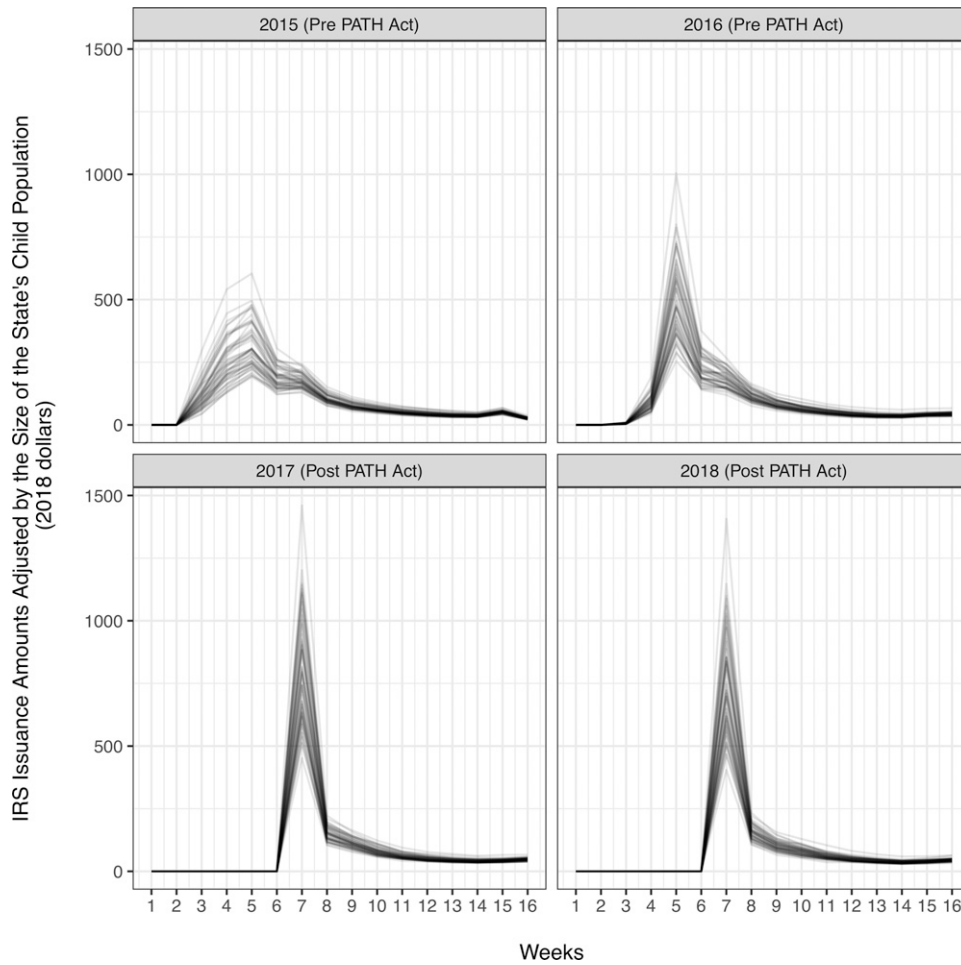 2015 (Pre PATH Act)
2016 (Pre PATH Act)
1500
1000
500
0
2017 (Post PATH Act)
2018 (Post PATH Act)
1500
1000
500
0
1 2 3 4 5 6 7 8 9 10 11 12 13 14 15 16
1 2 3 4 5 6 7 8 9 10 11 12 13 14 15 16
Weeks
IRS Issuance Amounts Adjusted by the Size of the State's Child Population
(2018 dollars)